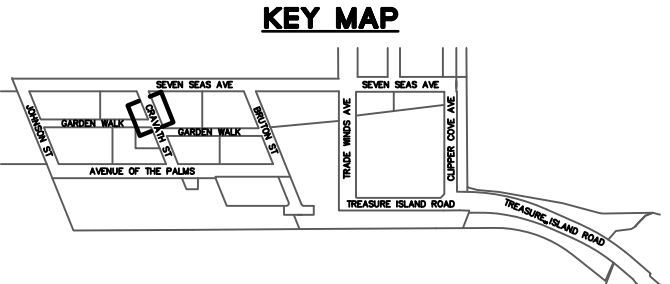 KEY MAP
SEVEN SEAS AVE
SEVEN SEAS AVE
JOHNSON ST
GARDEN WALK
CRAVATH ST
GARDEN WALK
BRUTON ST
TRADE WINDS AVE
CLIPPER COVE AVE
AVENUE OF THE PALMS
TREASURE ISLAND ROAD
TREASURE ISLAND ROAD